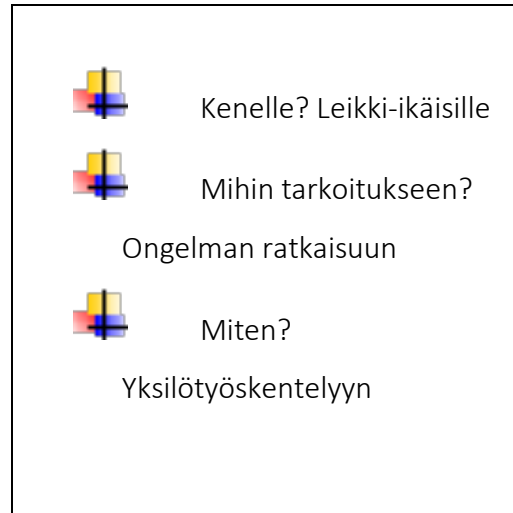 Kenelle? Leikki-ikäisille
Mihin tarkoitukseen?
Ongelman ratkaisuun
Miten?
Yksilötyöskentelyyn